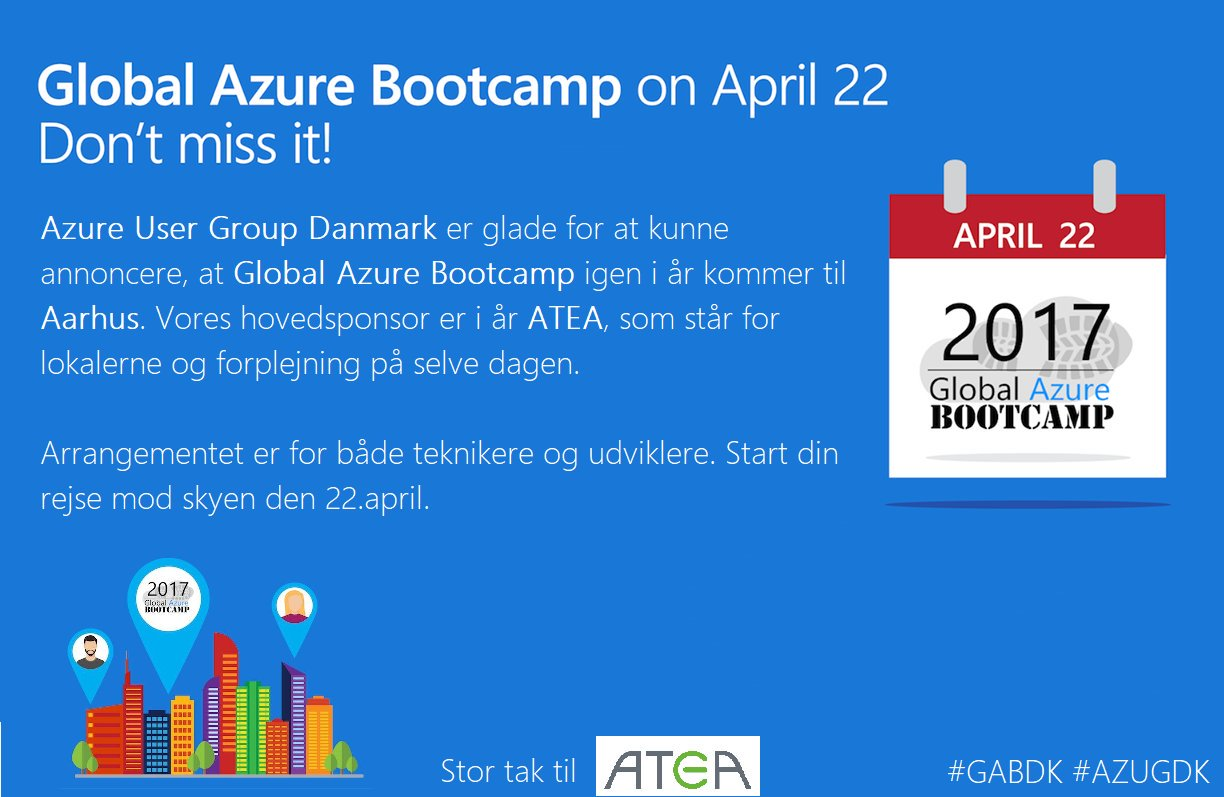 Global Azure Bootcamp on April 22
Don't miss it!
Azure User Group Danmark er glade for at kunne
annoncere, at Global Azure Bootcamp igen i år kommer til
Aarhus. Vores hovedsponsor er i år ATEA, som står for
lokalerne og forplejning på selve dagen.
Arrangementet er for både teknikere og udviklere. Start din
rejse mod skyen den 22.april.
APRIL 22
2017
Global Azure
BOOTCAMP
2017
Global Azure
BOOTCAMP
Stor tak til
ATEA
#GABDK #AZUGDK